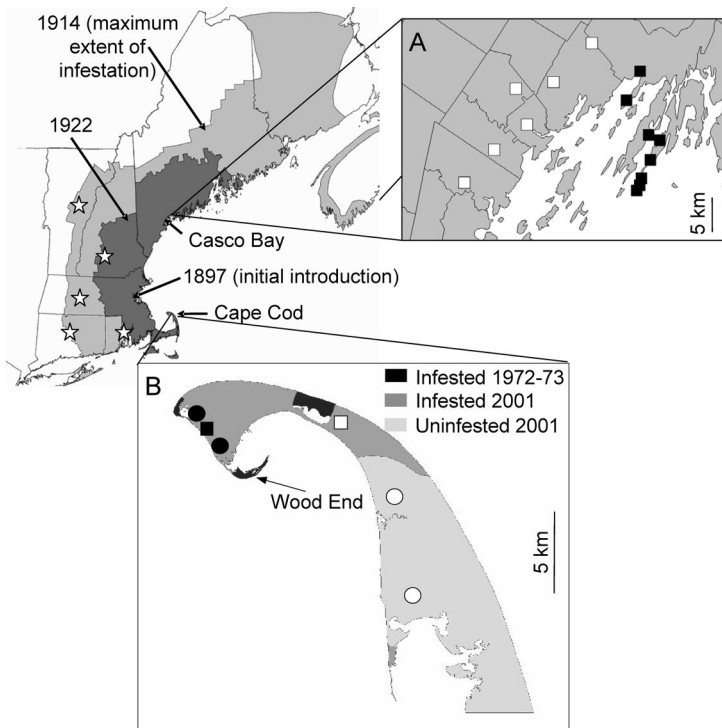 1914 (maximum
extent of
infestation)
1922
Casco Bay
1897 (initial introduction)
Cape Cod
A
5 km
B
Infested 1972-73
Infested 2001
Uninfested 2001
Wood End
5 km